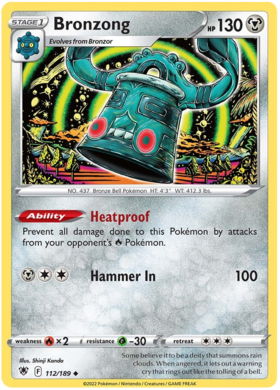 STAGE 1 Bronzong HP 130
Evolves from Bronzor
NO. 437 Bronze Bell Pokémon HT: 4'3" WT: 412.3 lbs.
Ability Heatproof
Prevent all damage done to this Pokémon by attacks
from your opponent's Pokémon.
Hammer In 100
weakness ×2 resistance -30 retreat
Illus. Shinji Kanda
F 112/189
Some believe it to be a deity that summons rain
clouds. When angered, it lets out a warning
cry that rings out like the tolling of a bell.
©2022 Pokémon / Nintendo / Creatures / GAME FREAK